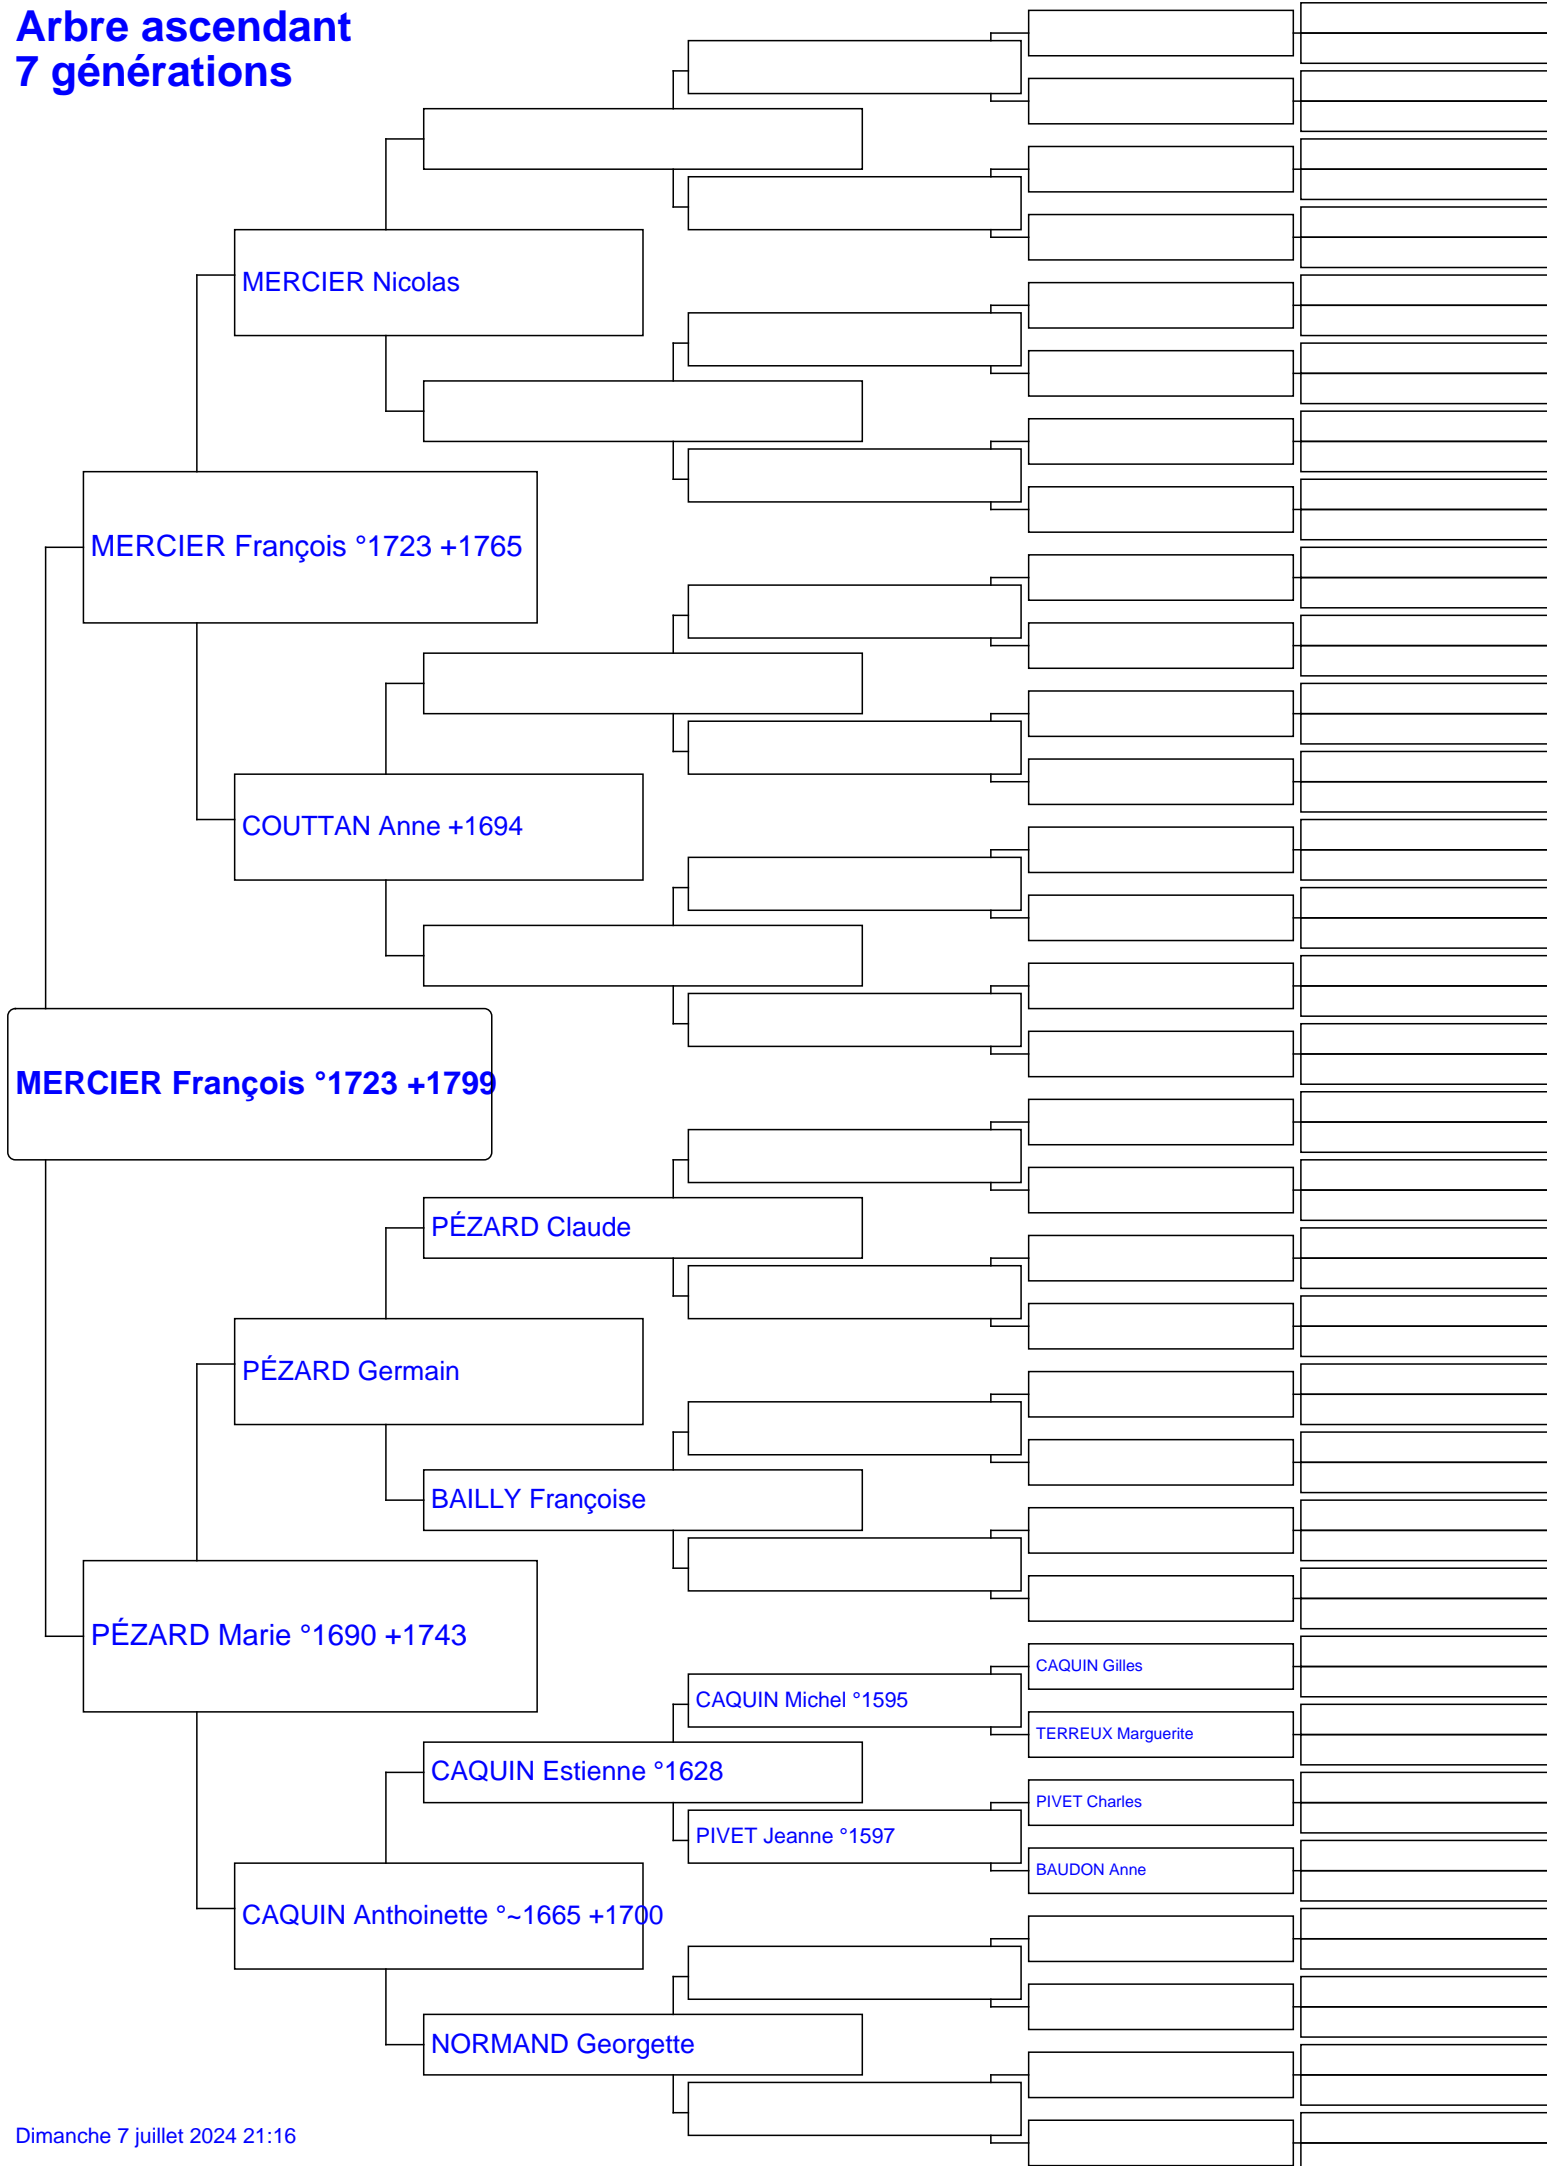 Arbre ascendant
7 générations
MERCIER Nicolas
MERCIER François °1723 +1765
COUTTAN Anne +1694
MERCIER François °1723 +1799
PÉZARD Claude
PÉZARD Germain
BAILLY Françoise
PÉZARD Marie °1690 +1743
CAQUIN Gilles
CAQUIN Michel °1595
TERREUX Marguerite
CAQUIN Estienne °1628
PIVET Charles
PIVET Jeanne °1597
BAUDON Anne
CAQUIN Anthoinette °~1665 +1700
NORMAND Georgette
Dimanche 7 juillet 2024 21:16